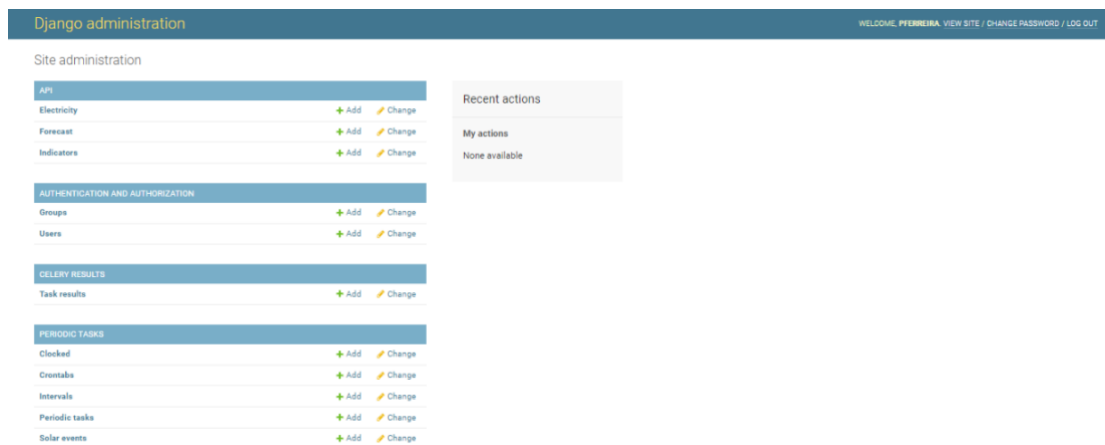 Django administration
WELCOME, PFERREIRA. VIEW SITE / CHANGE PASSWORD / LOG OUT
Site administration
API
Electricity + Add Change
Forecast + Add Change
Indicators + Add Change
AUTHENTICATION AND AUTHORIZATION
Groups + Add Change
Users + Add Change
CELERY RESULTS
Task results + Add Change
PERIODIC TASKS
Clocked + Add Change
Crontabs + Add Change
Intervals + Add Change
Periodic tasks + Add Change
Solar events + Add Change
Recent actions
My actions
None available